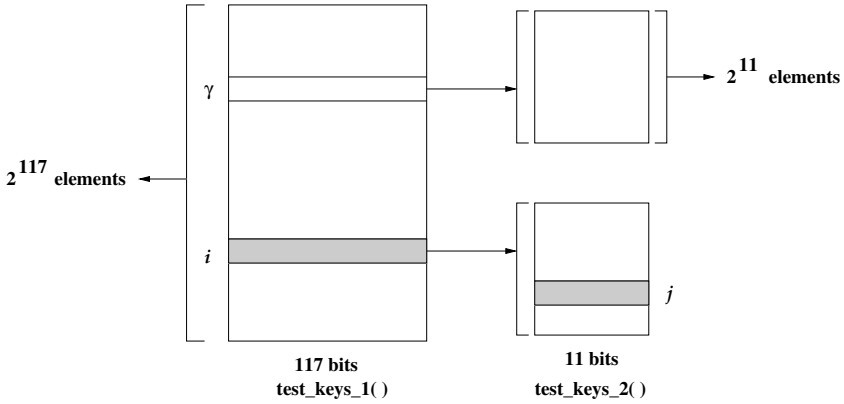 γ
2^11 elements
2^117 elements
i
j
117 bits
test_keys_1( )
11 bits
test_keys_2( )